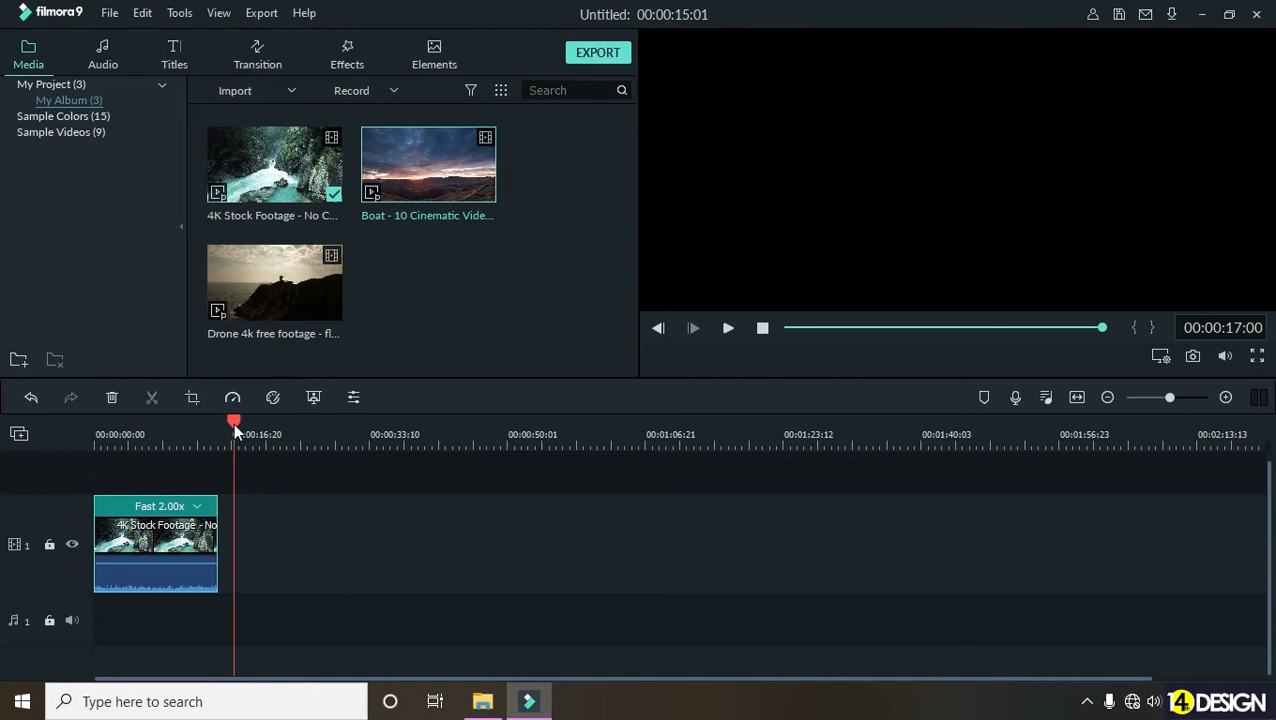 filmora9 File Edit Tools View Export Help Untitled: 00:00:15:01
Media Audio Titles Transition Effects Elements EXPORT
My Project (3)
My Album (3)
Sample Colors (15)
Sample Videos (9)
Import Record Search
4K Stock Footage - No C... Boat - 10 Cinematic Vide...
Drone 4k free footage - fl...
00:00:17:00
00:00:00:00 00:00:16:20 00:00:33:10 00:00:50:01 00:01:06:21 00:01:23:12 00:01:40:03 00:01:56:23 00:02:13:13
Fast 2.00x
4K Stock Footage - No
1
1
Type here to search
4DESIGN